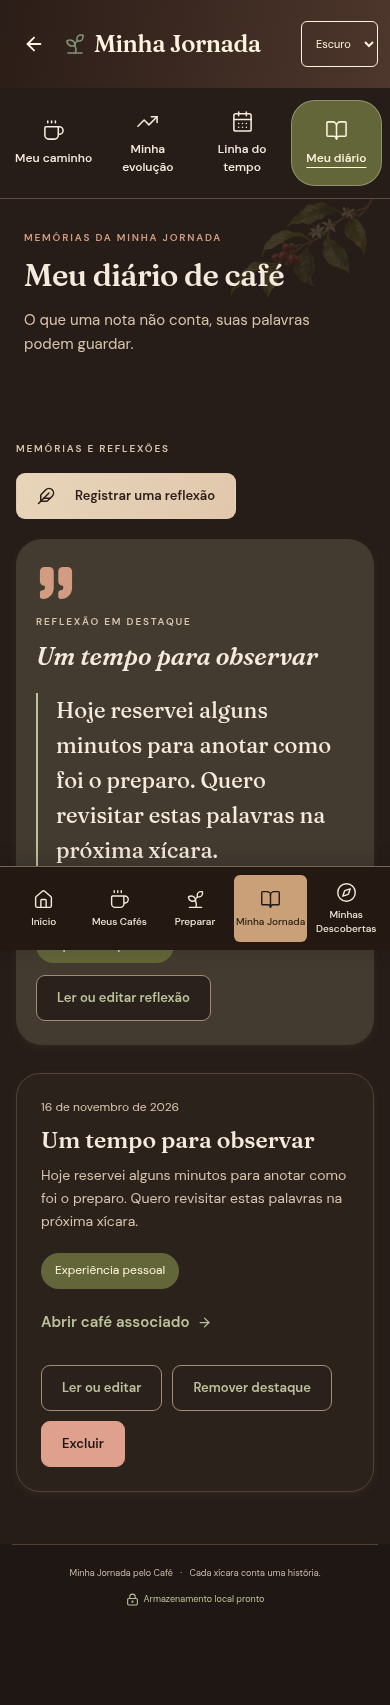 Minha Jornada
Escuro
Meu caminho
Minha
evolução
Linha do
tempo
Meu diário
MEMÓRIAS DA MINHA JORNADA
Meu diário de café
O que uma nota não conta, suas palavras
podem guardar.
MEMÓRIAS E REFLEXÕES
Registrar uma reflexão
REFLEXÃO EM DESTAQUE
Um tempo para observar
Hoje reservei alguns
minutos para anotar como
foi o preparo. Quero
revisitar estas palavras na
próxima xícara.
Início
Meus Cafés
Preparar
Minha Jornada
Minhas
Descobertas
Ler ou editar reflexão
16 de novembro de 2026
Um tempo para observar
Hoje reservei alguns minutos para anotar como
foi o preparo. Quero revisitar estas palavras na
próxima xícara.
Experiência pessoal
Abrir café associado →
Ler ou editar
Remover destaque
Excluir
Minha Jornada pelo Café · Cada xícara conta uma história.
Armazenamento local pronto